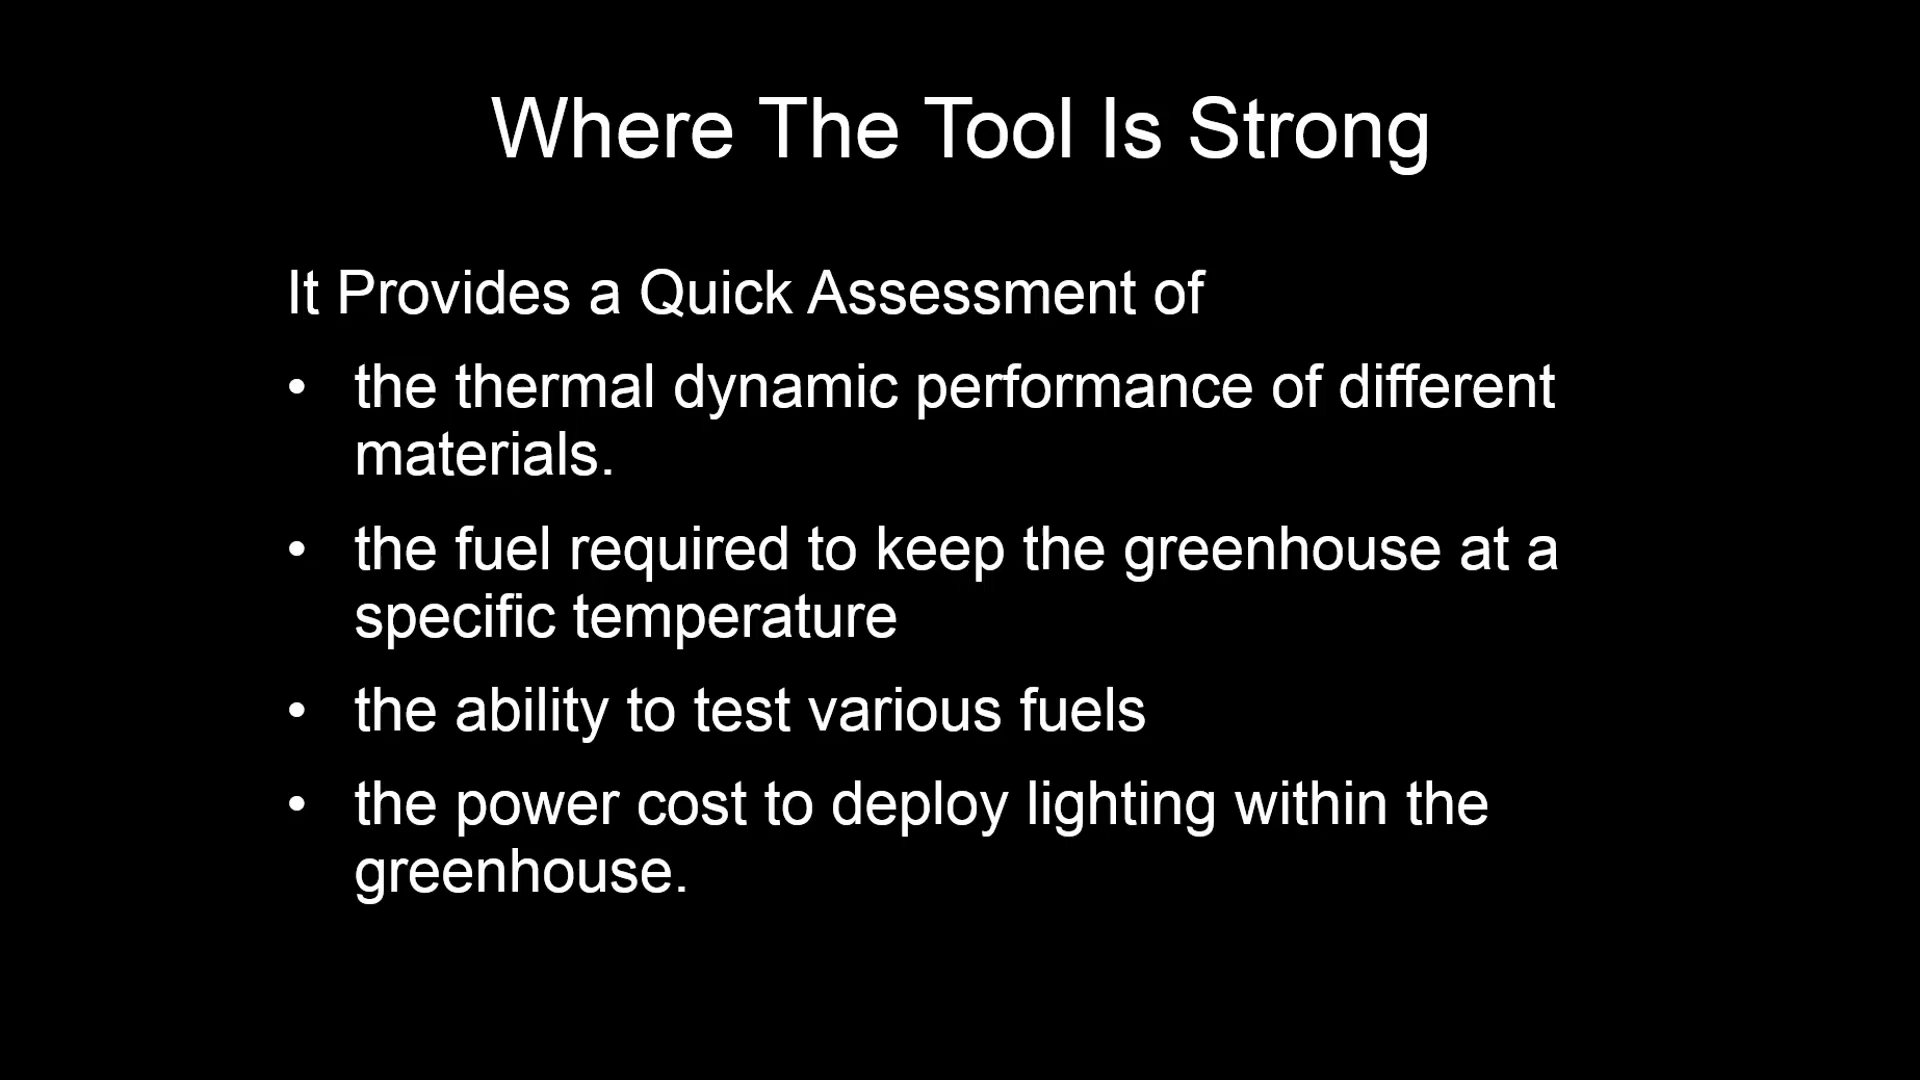 Where The Tool Is Strong
It Provides a Quick Assessment of
• the thermal dynamic performance of different
materials.
• the fuel required to keep the greenhouse at a
specific temperature
• the ability to test various fuels
• the power cost to deploy lighting within the
greenhouse.